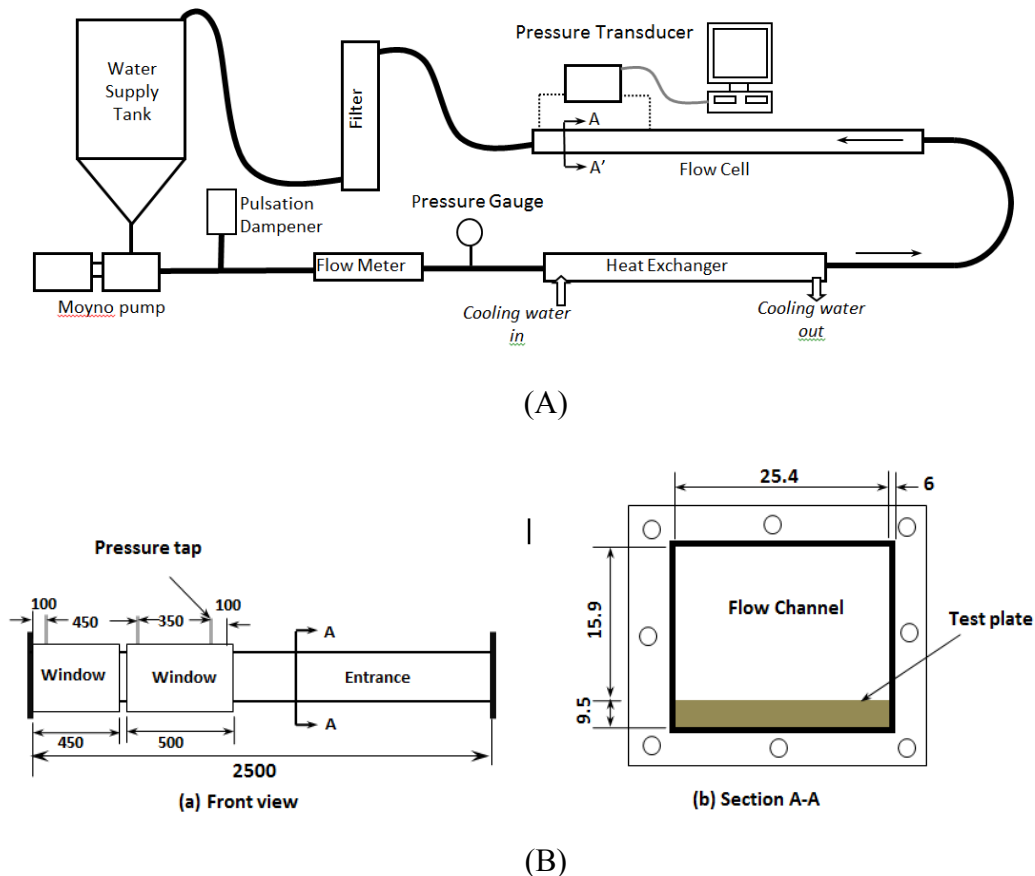 Pressure Transducer
Water
Supply
Tank
Filter
A
A'
Flow Cell
Pulsation
Dampener
Pressure Gauge
Flow Meter
Heat Exchanger
Moyno pump
Cooling water
in
Cooling water
out
(A)
25.4
6
Pressure tap
100
450
350
100
A
Window
Window
Entrance
A
450
500
2500
(a) Front view
15.9
Flow Channel
Test plate
9.5
(b) Section A-A
(B)